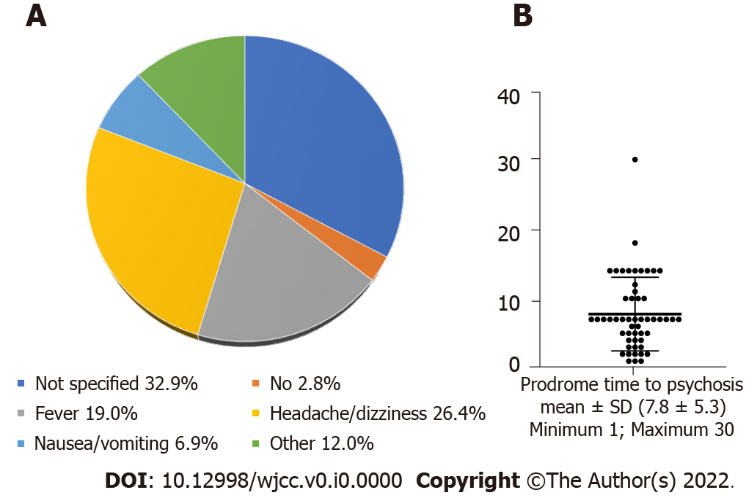 A
B
40
30
20
10
0
Not specified 32.9%
No 2.8%
Fever 19.0%
Headache/dizziness 26.4%
Nausea/vomiting 6.9%
Other 12.0%
Prodrome time to psychosis
mean ± SD (7.8 ± 5.3)
Minimum 1; Maximum 30
DOI: 10.12998/wjcc.v0.i0.0000 Copyright ©The Author(s) 2022.